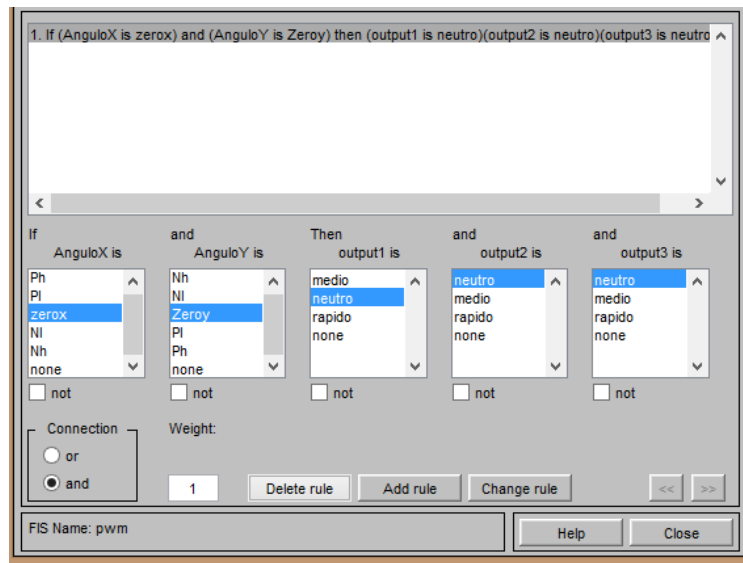 1. If (AnguloX is zerox) and (AnguloY is Zeroy) then (output1 is neutro)(output2 is neutro)(output3 is neutro
If and Then and and
AnguloX is AnguloY is output1 is output2 is output3 is
Ph Nh medio neutro neutro
Pl Nl neutro medio medio
zerox Zeroy rapido rapido rapido
Nl Pl none none none
Nh Ph
none none
not not not not not
Connection Weight:
or
and 1 Delete rule Add rule Change rule << >>
FIS Name: pwm Help Close